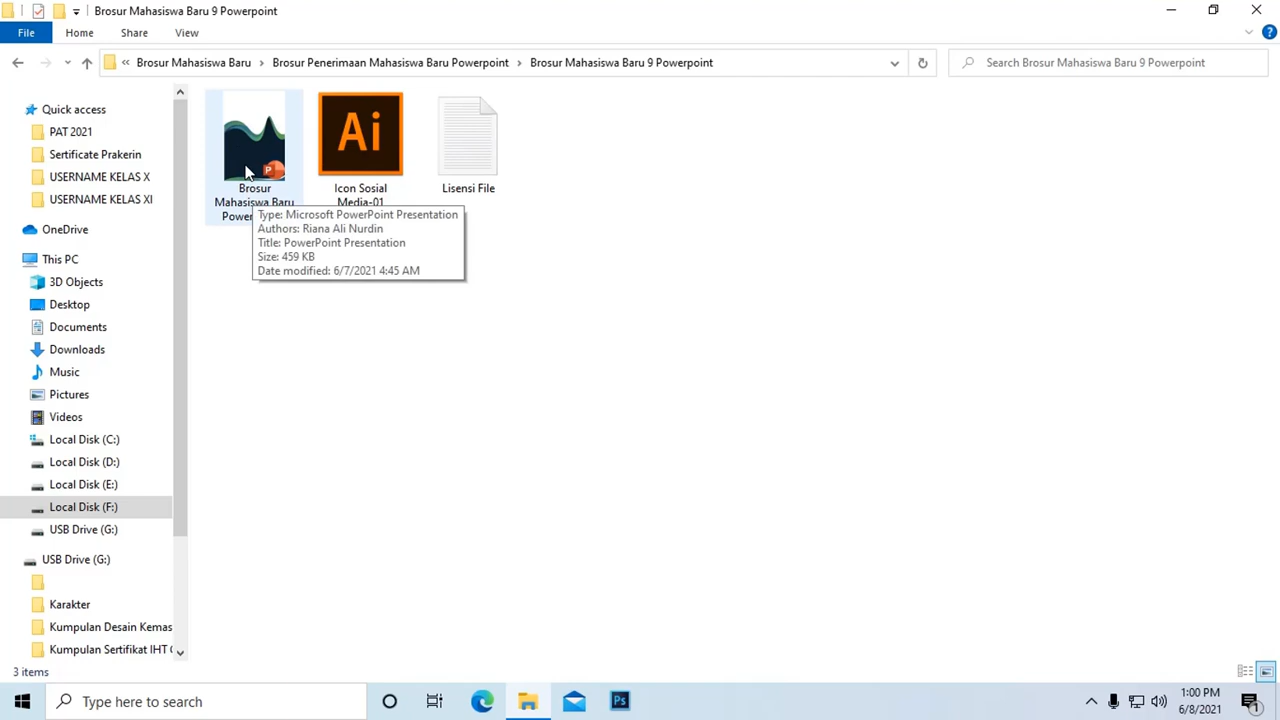 Brosur Mahasiswa Baru 9 Powerpoint
File Home Share View
Brosur Mahasiswa Baru > Brosur Penerimaan Mahasiswa Baru Powerpoint > Brosur Mahasiswa Baru 9 Powerpoint
Search Brosur Mahasiswa Baru 9 Powerpoint
Quick access
PAT 2021
Sertificate Prakerin
USERNAME KELAS X
USERNAME KELAS XI
OneDrive
This PC
3D Objects
Desktop
Documents
Downloads
Music
Pictures
Videos
Local Disk (C:)
Local Disk (D:)
Local Disk (E:)
Local Disk (F:)
USB Drive (G:)
USB Drive (G:)
Karakter
Kumpulan Desain Kemas
Kumpulan Sertifikat IHT
P
Brosur
Mahasiswa Baru
Ai
Icon Sosial
Media-01
Lisensi File
Type: Microsoft PowerPoint Presentation
Authors: Riana Ali Nurdin
Title: PowerPoint Presentation
Size: 459 KB
Date modified: 6/7/2021 4:45 AM
3 items
Type here to search
Ps
1:00 PM
6/8/2021
1